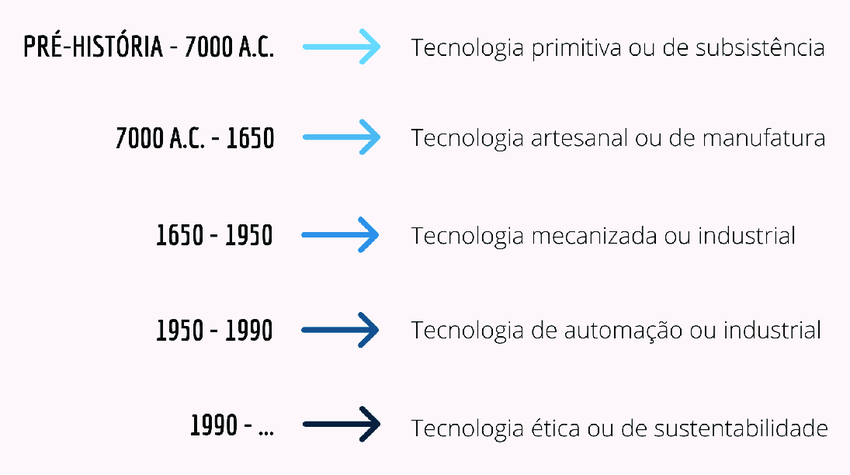 PRÉ-HISTÓRIA - 7000 A.C. Tecnologia primitiva ou de subsistência
7000 A.C. - 1650 Tecnologia artesanal ou de manufatura
1650 - 1950 Tecnologia mecanizada ou industrial
1950 - 1990 Tecnologia de automação ou industrial
1990 - ... Tecnologia ética ou de sustentabilidade